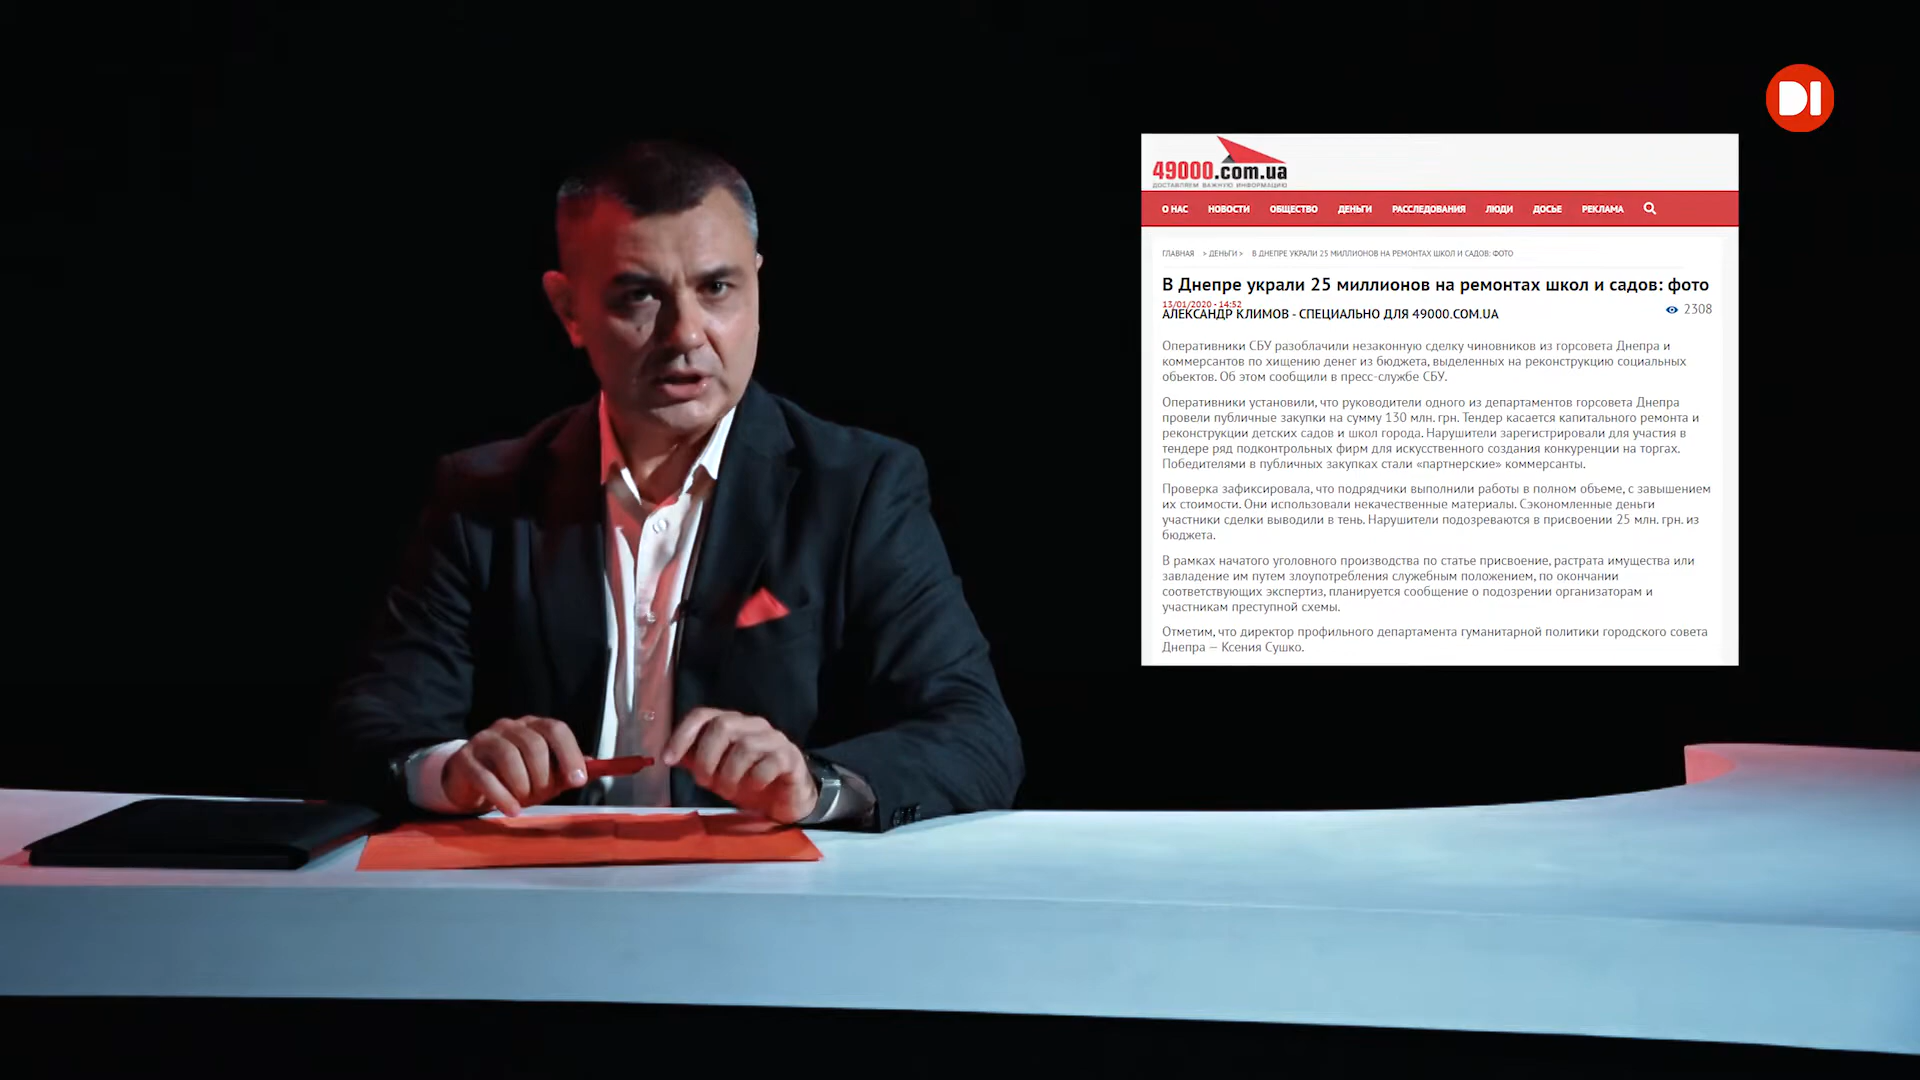 DI
49000.com.ua
ДОСТАВЛЯЕМ ВАЖНУЮ ИНФОРМАЦИЮ
О НАС НОВОСТИ ОБЩЕСТВО ДЕНЬГИ РАССЛЕДОВАНИЯ ЛЮДИ ДОСЬЕ РЕКЛАМА
ГЛАВНАЯ > ДЕНЬГИ > В ДНЕПРЕ УКРАЛИ 25 МИЛЛИОНОВ НА РЕМОНТАХ ШКОЛ И САДОВ: ФОТО
В Днепре украли 25 миллионов на ремонтах школ и садов: фото
13/01/2020 - 14:52
АЛЕКСАНДР КЛИМОВ - СПЕЦИАЛЬНО ДЛЯ 49000.COM.UA
2308
Оперативники СБУ разоблачили незаконную сделку чиновников из горсовета Днепра и
коммерсантов по хищению денег из бюджета, выделенных на реконструкцию социальных
объектов. Об этом сообщили в пресс-службе СБУ.
Оперативники установили, что руководители одного из департаментов горсовета Днепра
провели публичные закупки на сумму 130 млн. грн. Тендер касается капитального ремонта и
реконструкции детских садов и школ города. Нарушители зарегистрировали для участия в
тендере ряд подконтрольных фирм для искусственного создания конкуренции на торгах.
Победителями в публичных закупках стали «партнерские» коммерсанты.
Проверка зафиксировала, что подрядчики выполнили работы в полном объеме, с завышением
их стоимости. Они использовали некачественные материалы. Сэкономленные деньги
участники сделки выводили в тень. Нарушители подозреваются в присвоении 25 млн. грн. из
бюджета.
В рамках начатого уголовного производства по статье присвоение, растрата имущества или
завладение им путем злоупотребления служебным положением, по окончании
соответствующих экспертиз, планируется сообщение о подозрении организаторам и
участникам преступной схемы.
Отметим, что директор профильного департамента гуманитарной политики городского совета
Днепра — Ксения Сушко.